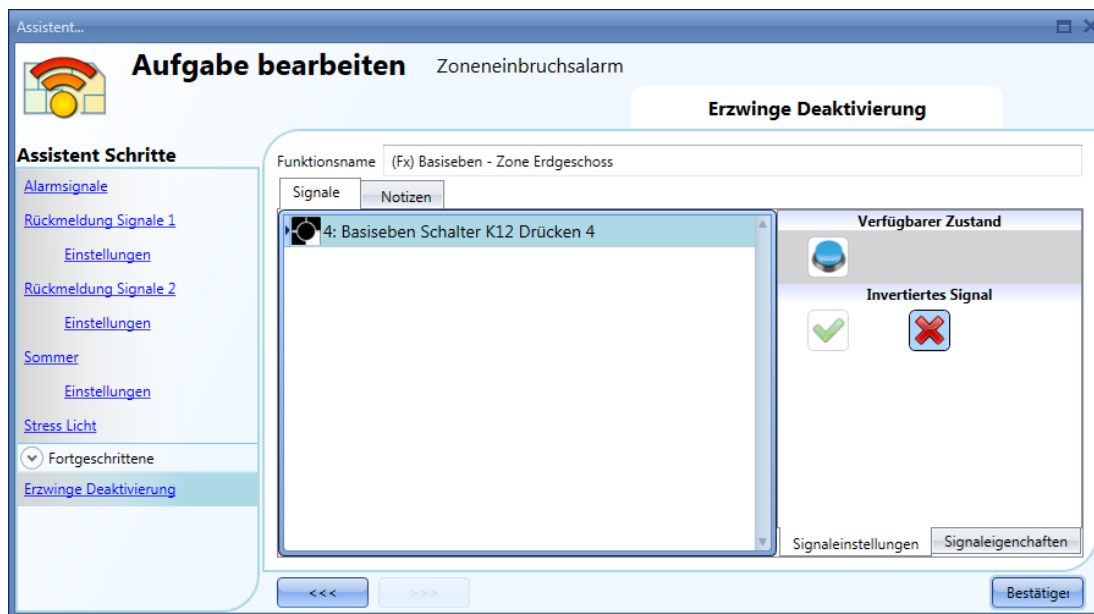 Assistent...
Aufgabe bearbeiten
Zoneneinbruchsalarm
Erzwinge Deaktivierung
Assistent Schritte
Alarmsignale
Rückmeldung Signale 1
Einstellungen
Rückmeldung Signale 2
Einstellungen
Sommer
Einstellungen
Stress Licht
Fortgeschrittene
Erzwinge Deaktivierung
Funktionsname (Fx) Basiseben - Zone Erdgeschoss
Signale Notizen
4: Basiseben Schalter K12 Drücken 4
Verfügbarer Zustand
Invertiertes Signal
Signaleinstellungen Signaleigenchaften
<<< >>> Bestätiger